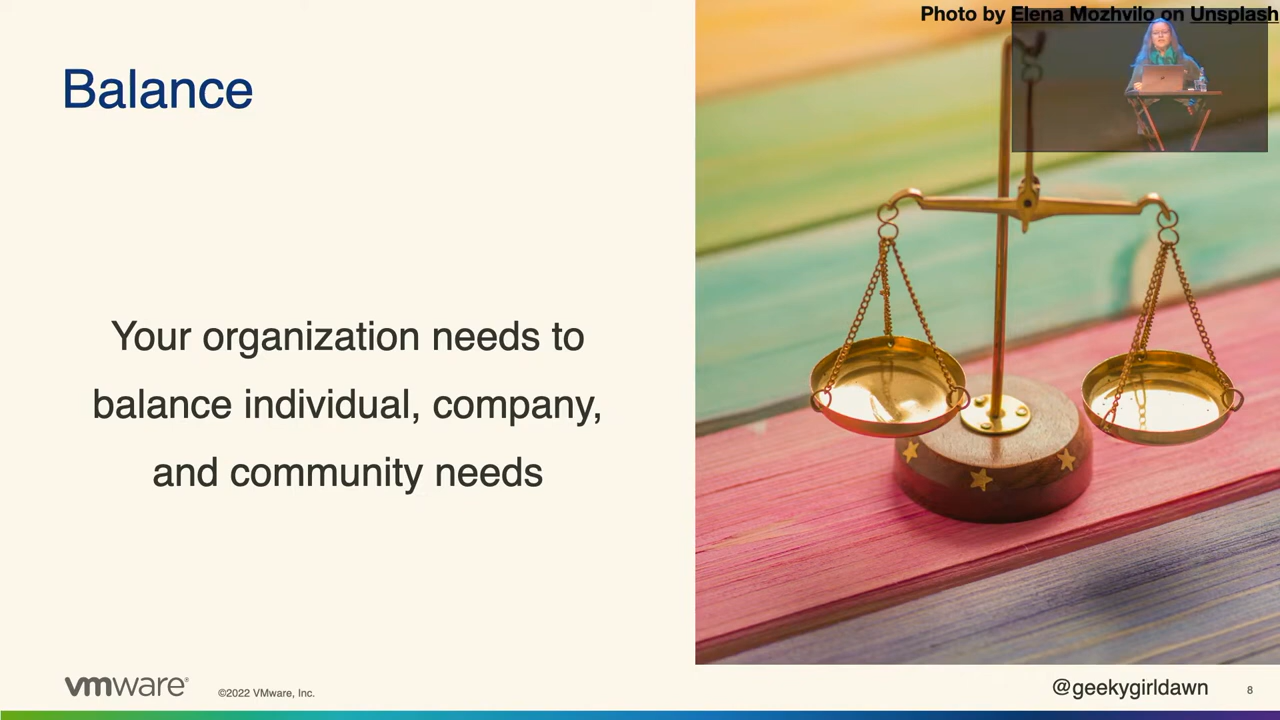 Photo by Elena Mozhvilo on Unsplash
Balance
Your organization needs to
balance individual, company,
and community needs
vmware®
©2022 VMware, Inc.
@geekygirldawn
8